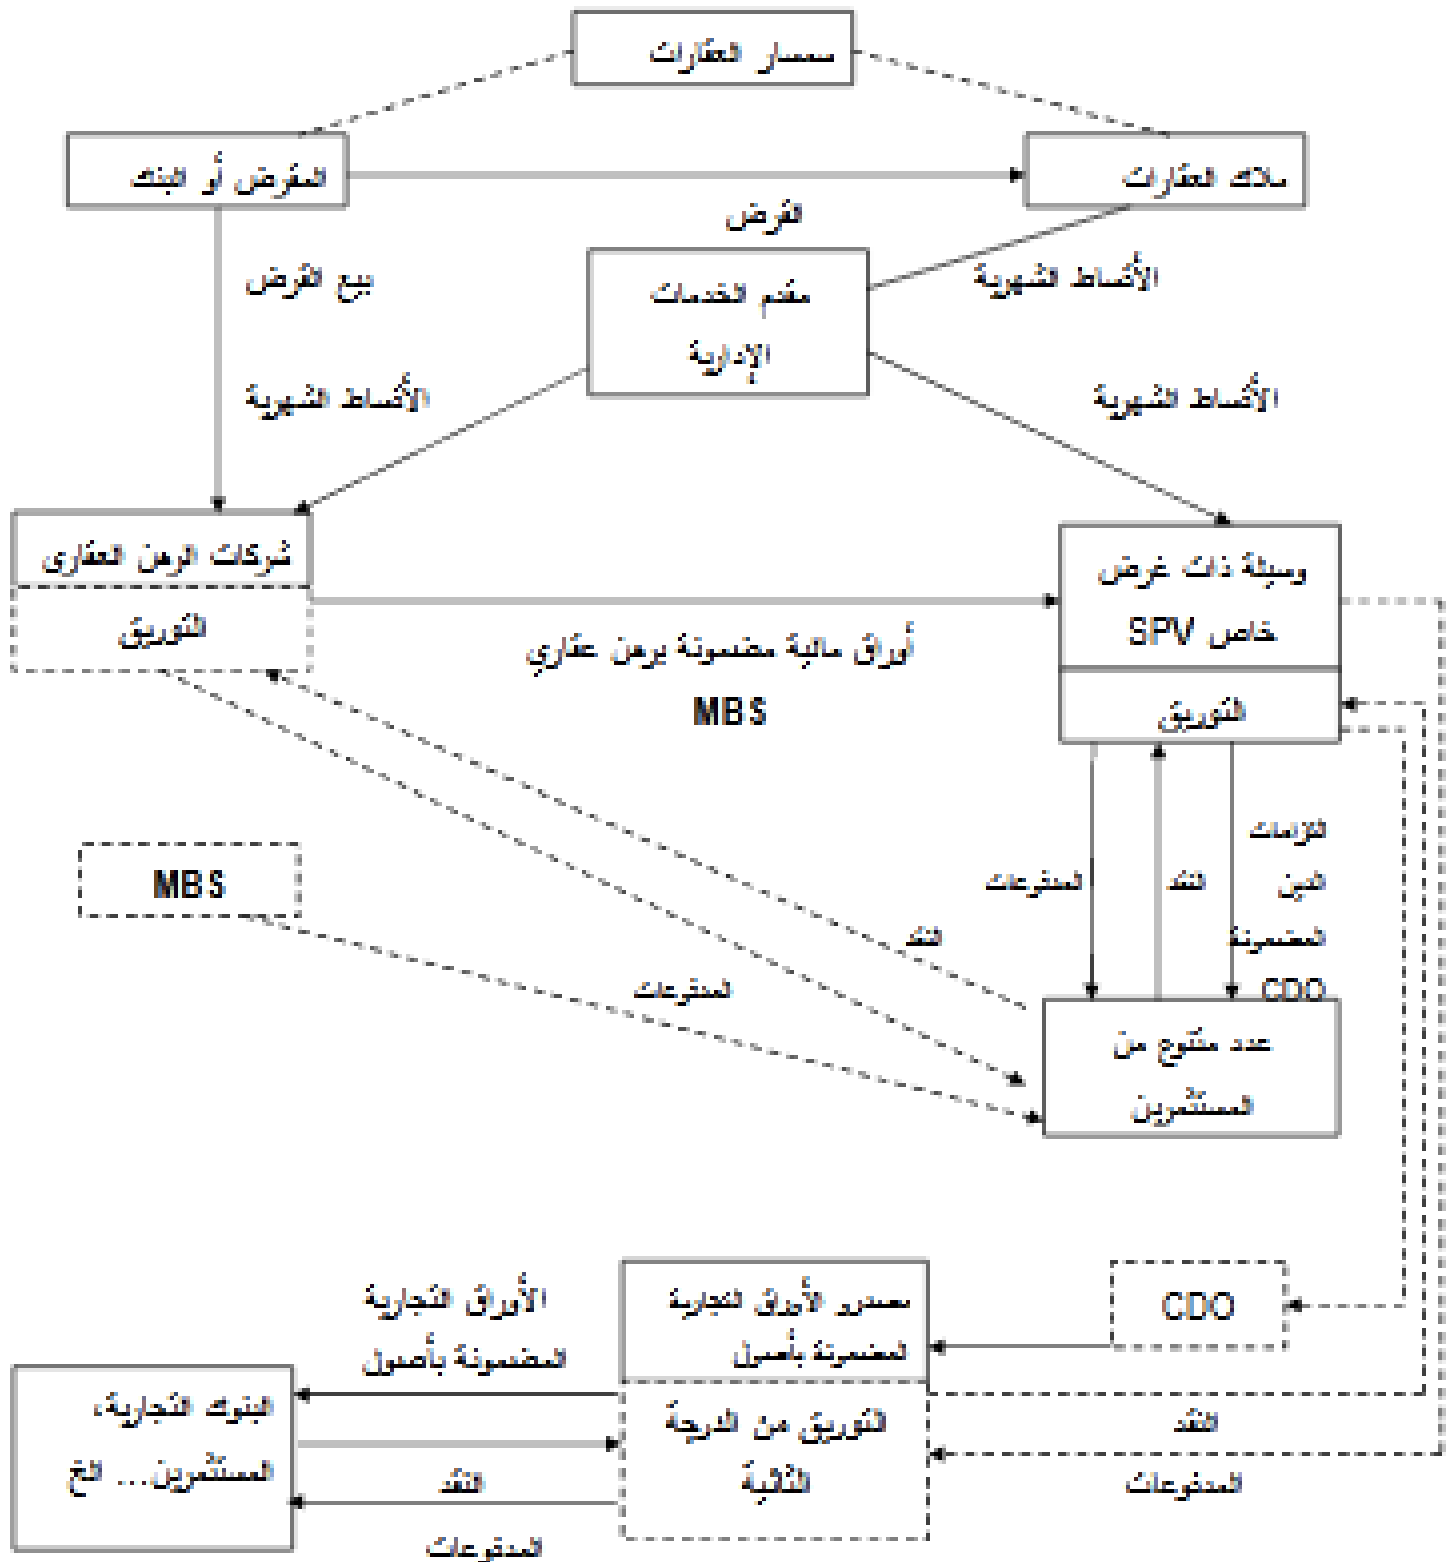 سمسار العقارات
ملاك العقارات
المقرض أو البنك
القرض
بيع القرض
مقدم الخدمات
الإدارية
الأقساط الشهرية
الأقساط الشهرية
الأقساط الشهرية
شركات الرهن العقارى
التوريق
وسيلة ذات غرض
خاص SPV
التوريق
أوراق مالية مضمونة برهن عقاري
MBS
التزامات
الدين
المضمونة
CDO
النقد
المدفوعات
MBS
النقد
المدفوعات
عدد متنوع من
المستثمرين
CDO
مصدرو الأوراق التجارية
المضمونة بأصول
التوريق من الدرجة
الثانية
الأوراق التجارية
المضمونة بأصول
البنوك التجارية،
المستثمرين... الخ
النقد
المدفوعات
النقد
المدفوعات